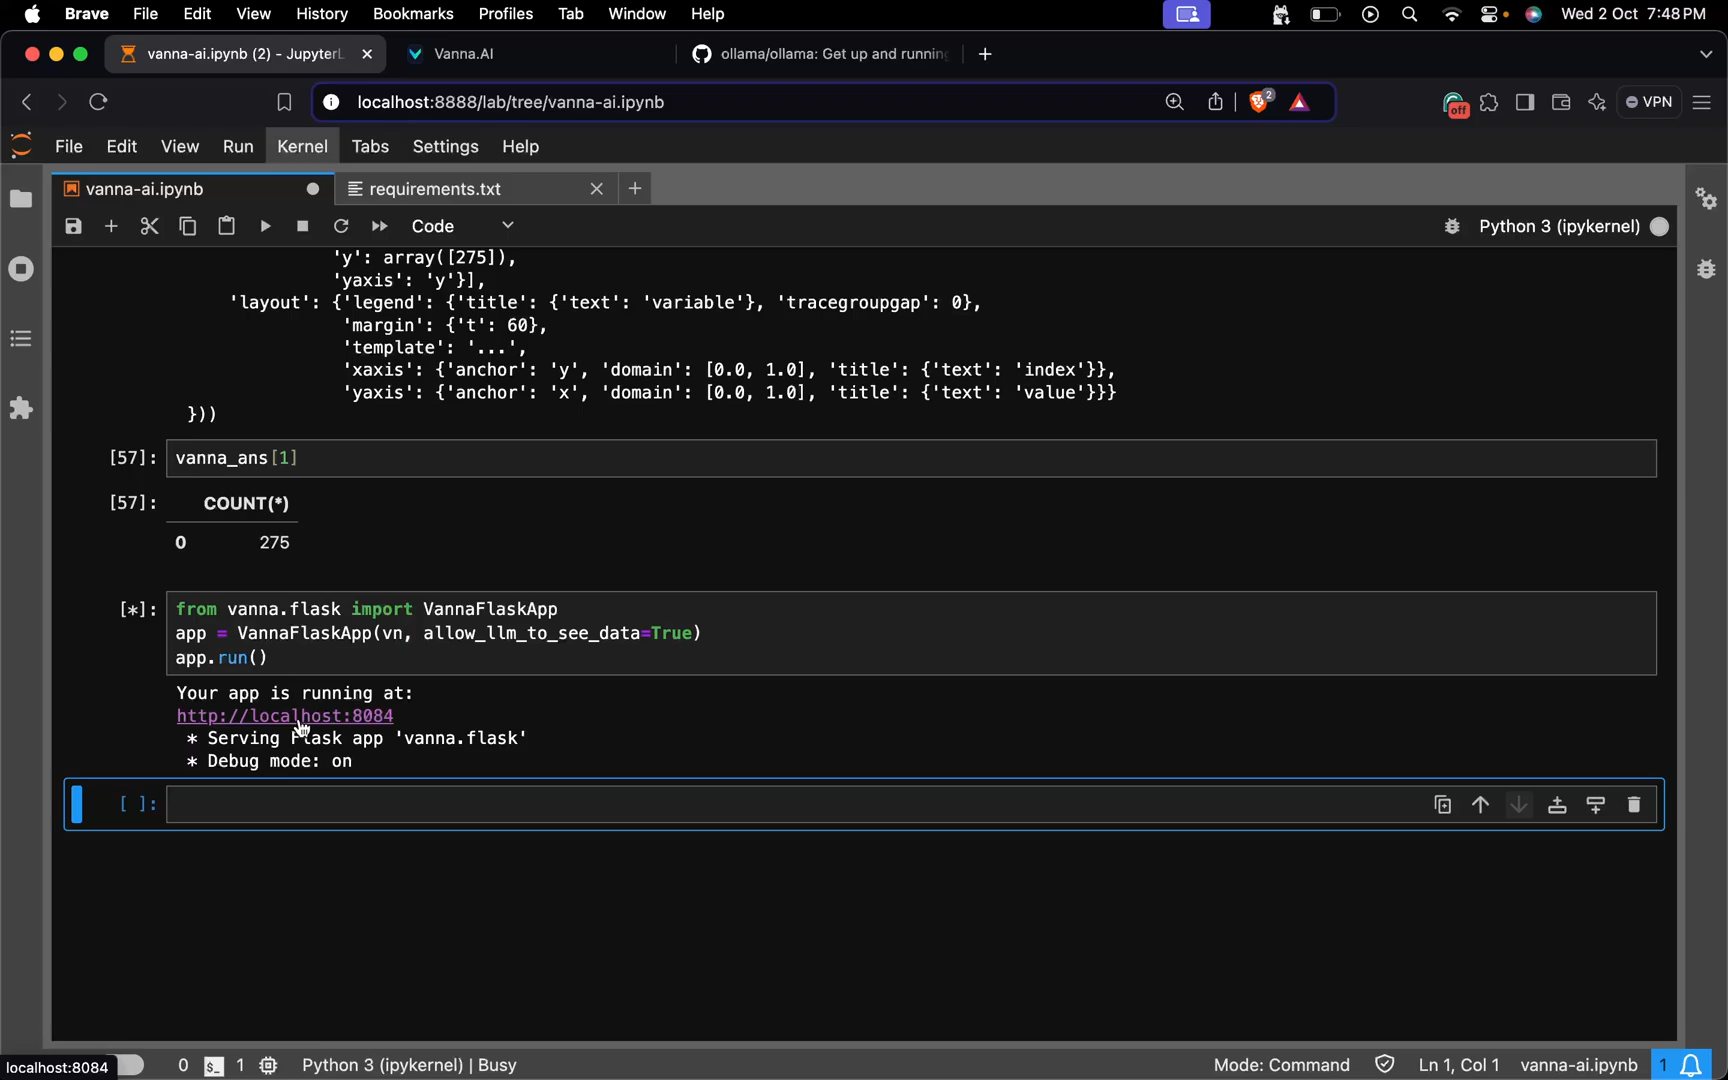 Brave File Edit View History Bookmarks Profiles Tab Window Help Wed 2 Oct 7:48 PM
vanna-ai.ipynb (2) - JupyterL Vanna.AI ollama/ollama: Get up and running
localhost:8888/lab/tree/vanna-ai.ipynb 2 off VPN
File Edit View Run Kernel Tabs Settings Help
vanna-ai.ipynb requirements.txt
Code Python 3 (ipykernel)
'y': array([275]),
'yaxis': 'y'}],
'layout': {'legend': {'title': {'text': 'variable'}, 'tracegroupgap': 0},
'margin': {'t': 60},
'template': '...',
'xaxis': {'anchor': 'y', 'domain': [0.0, 1.0], 'title': {'text': 'index'}},
'yaxis': {'anchor': 'x', 'domain': [0.0, 1.0], 'title': {'text': 'value'}}}
}))
[57]: vanna_ans[1]
[57]: COUNT(*)
0 275
[*]: from vanna.flask import VannaFlaskApp
app = VannaFlaskApp(vn, allow_llm_to_see_data=True)
app.run()
Your app is running at:
http://localhost:8084
* Serving Flask app 'vanna.flask'
* Debug mode: on
[ ]:
localhost:8084 0 $_ 1 Python 3 (ipykernel) | Busy Mode: Command Ln 1, Col 1 vanna-ai.ipynb 1